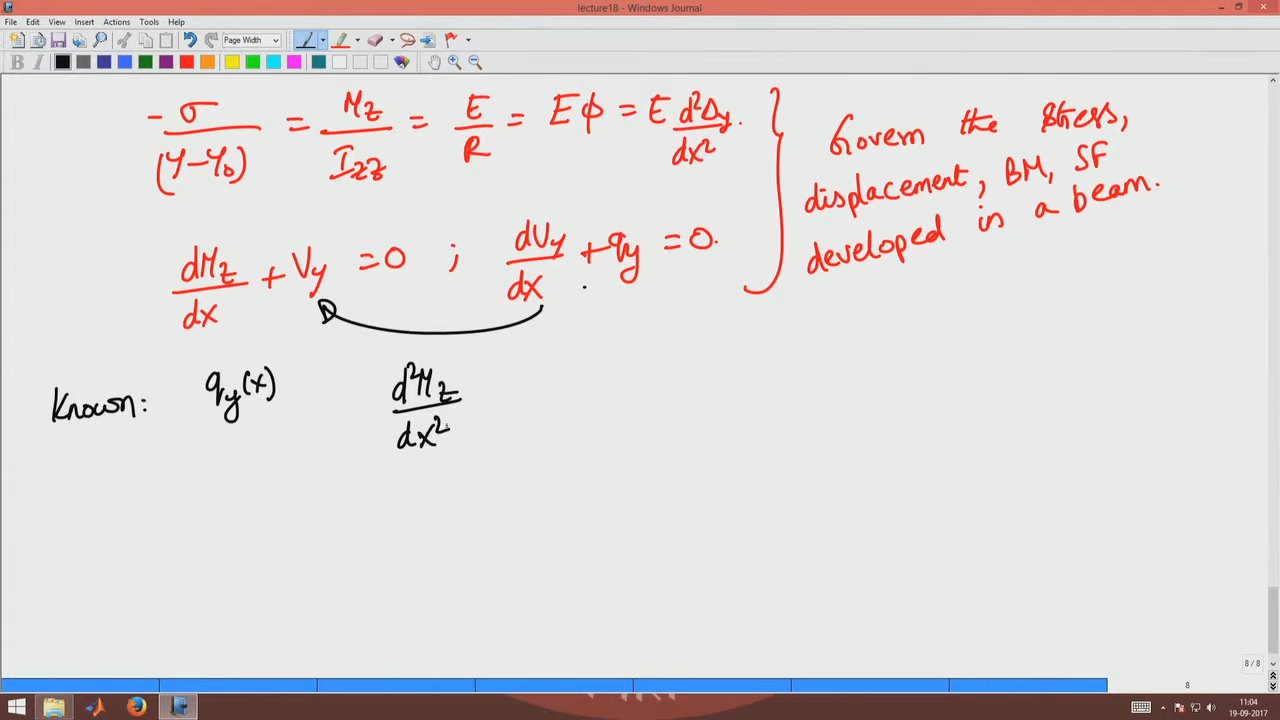 lecture18 - Windows Journal
File Edit View Insert Actions Tools Help
Page Width
B I
-σ/(y-y₀) = Mz/Izz = E/R = Eϕ = E d²Δy/dx².
Govern the stress,
displacement, BM, SF
developed in a beam.
dMz/dx + Vy = 0 ; dVy/dx + qy = 0.
Known: qy(x) d²Mz/dx²
8 / 8
8
11:04
19-09-2017